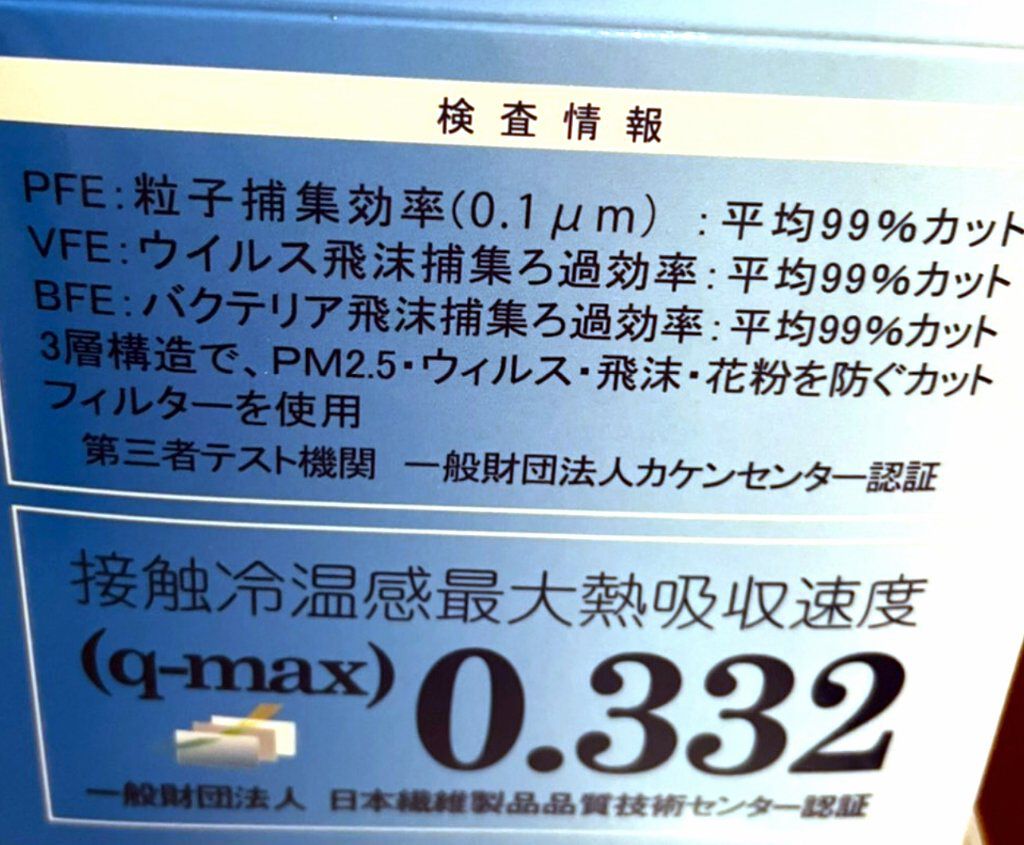 検査情報
PFE:粒子捕集効率(0.1μm) :平均99%カット
VFE:ウイルス飛沫捕集ろ過効率:平均99%カット
BFE:バクテリア飛沫捕集ろ過効率:平均99%カット
3層構造で、PM2.5・ウィルス・飛沫・花粉を防ぐカット
フィルターを使用
第三者テスト機関 一般財団法人カケンセンター認証
接触冷温感最大熱吸収速度
(q-max) 0.332
一般財団法人 日本繊維製品品質技術センター認証